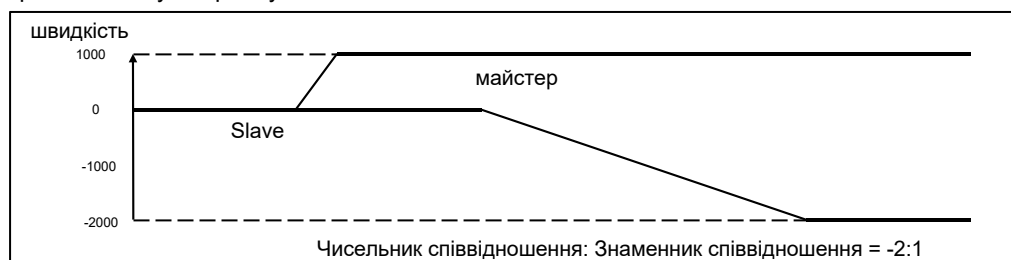 швидкість
1000
майстер
0
Slave
-1000
-2000
Чисельник співвідношення: Знаменник співвідношення = -2:1